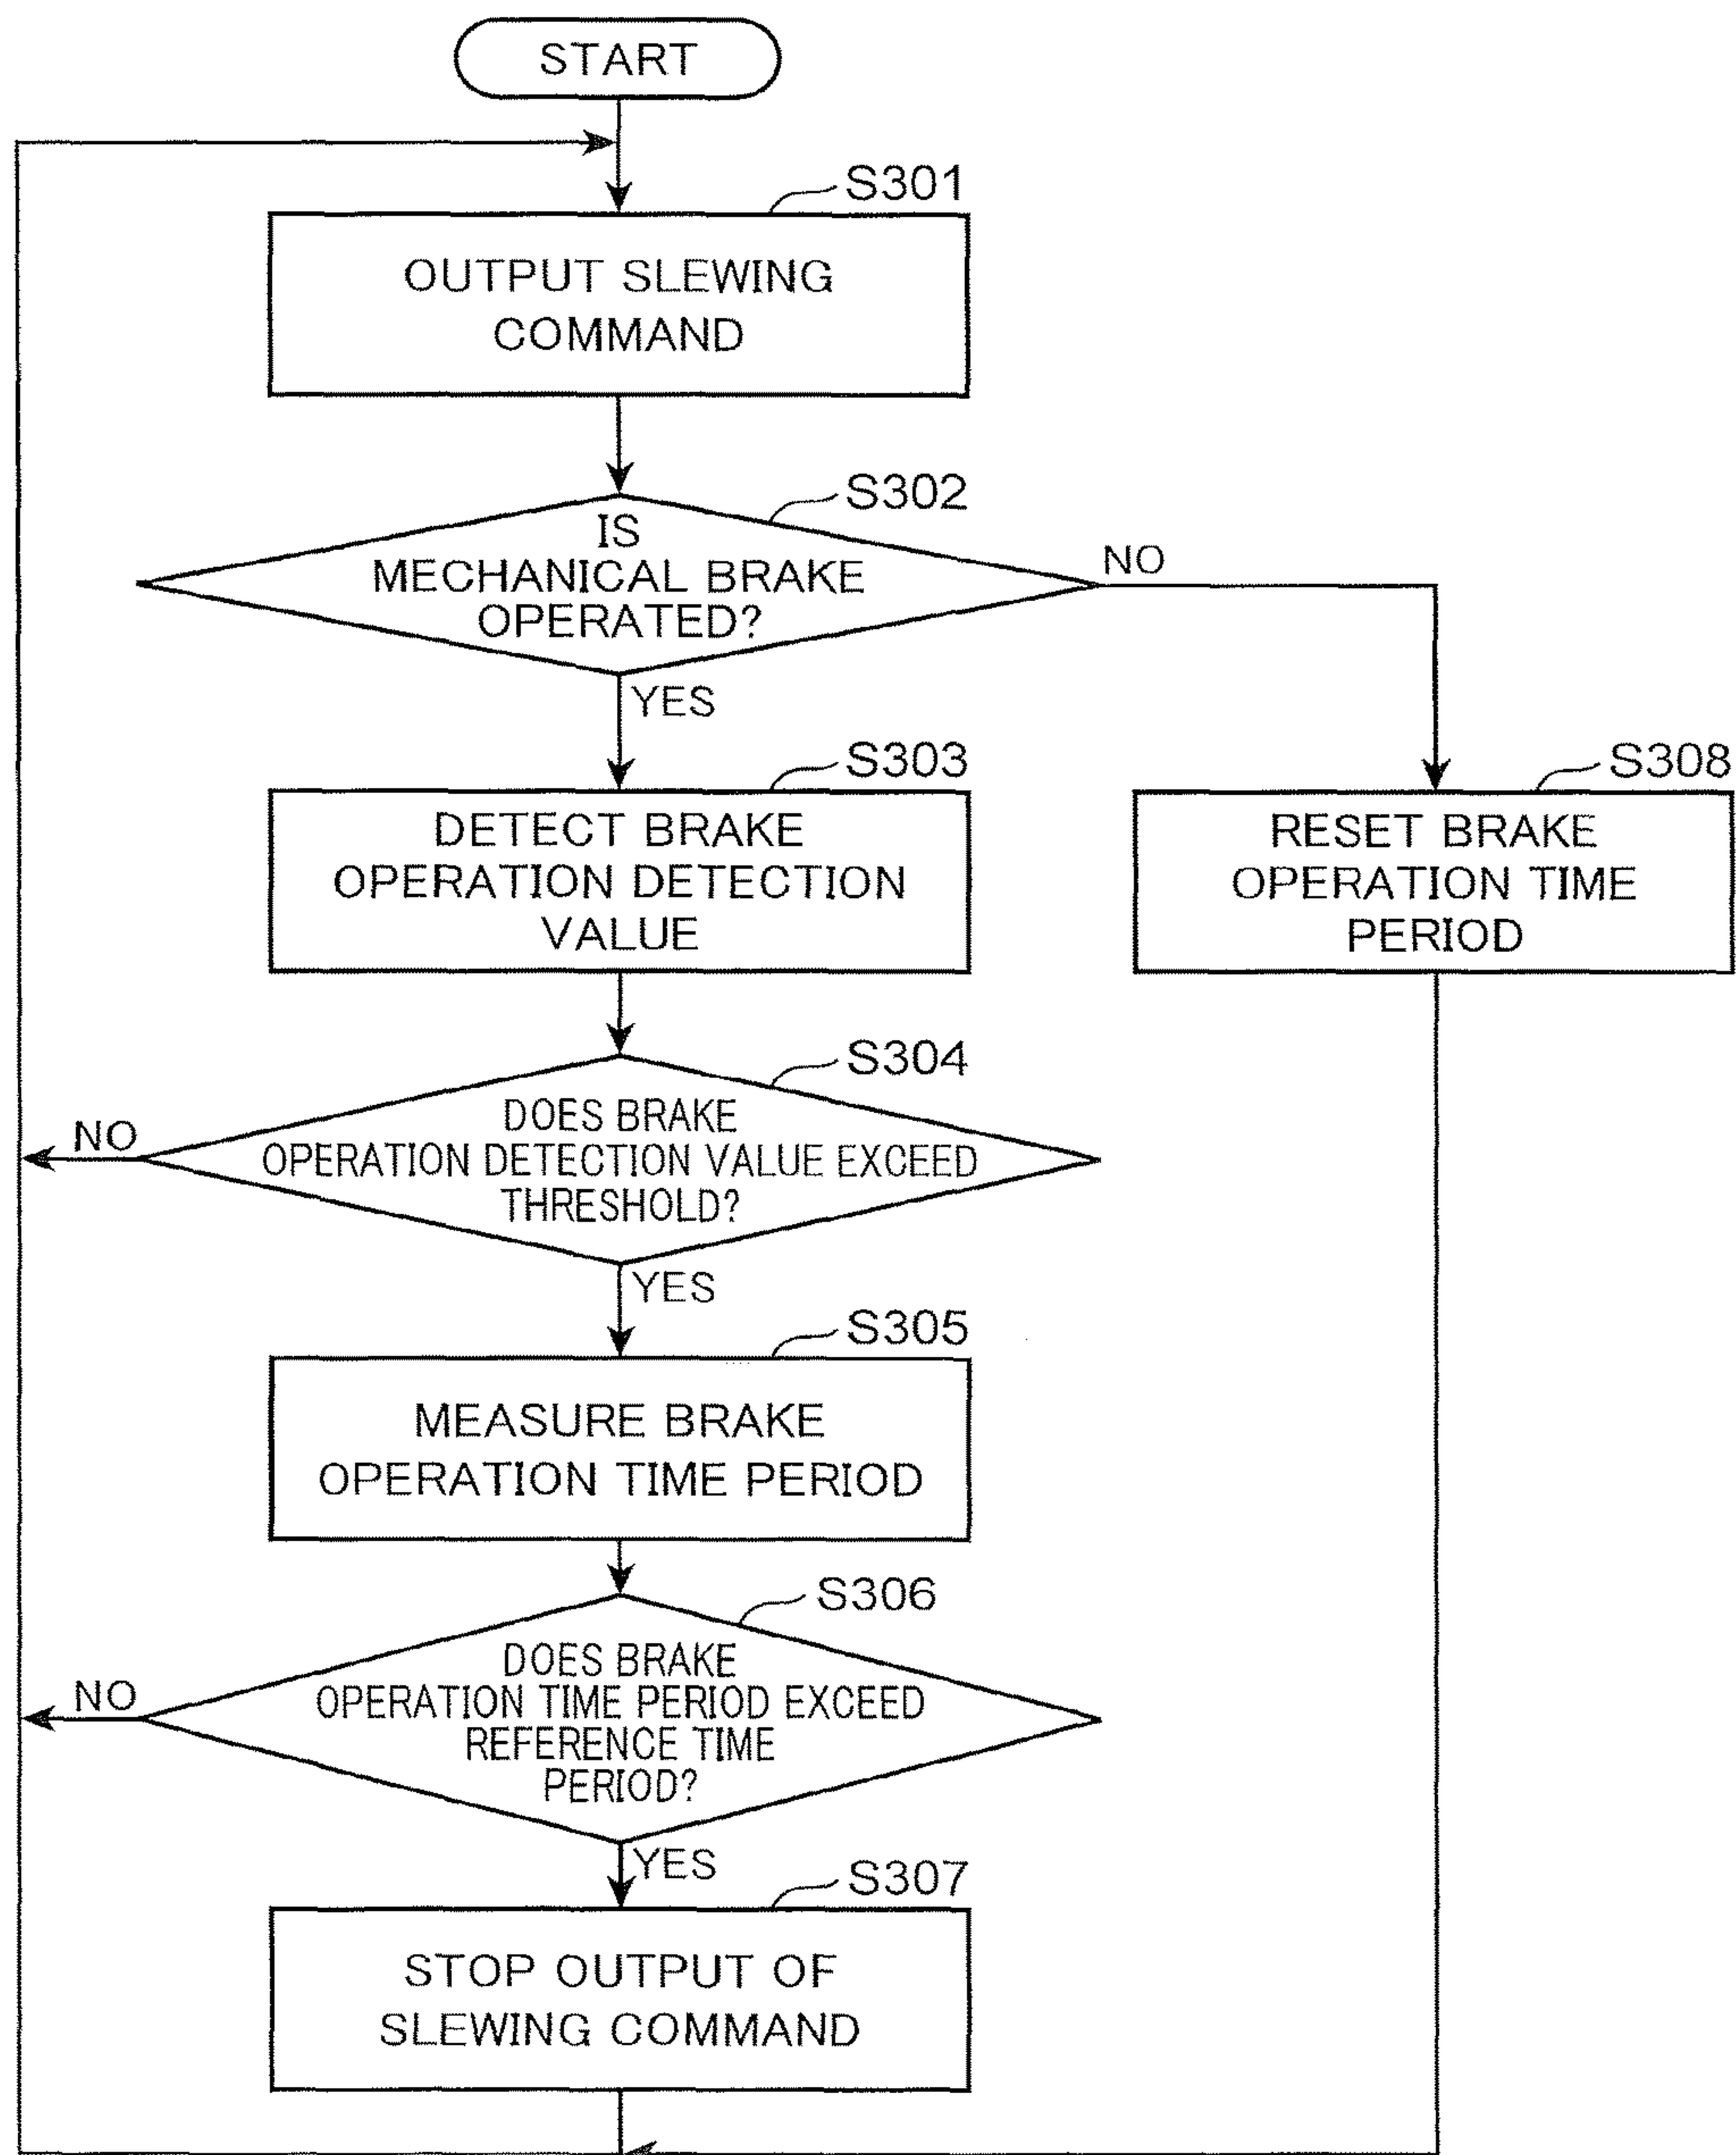 START
S301
OUTPUT SLEWING
COMMAND
S302
IS
MECHANICAL BRAKE
OPERATED?
NO
YES
S303
DETECT BRAKE
OPERATION DETECTION
VALUE
S308
RESET BRAKE
OPERATION TIME
PERIOD
S304
DOES BRAKE
OPERATION DETECTION VALUE EXCEED
THRESHOLD?
NO
YES
S305
MEASURE BRAKE
OPERATION TIME PERIOD
S306
DOES BRAKE
OPERATION TIME PERIOD EXCEED
REFERENCE TIME
PERIOD?
NO
YES
S307
STOP OUTPUT OF
SLEWING COMMAND